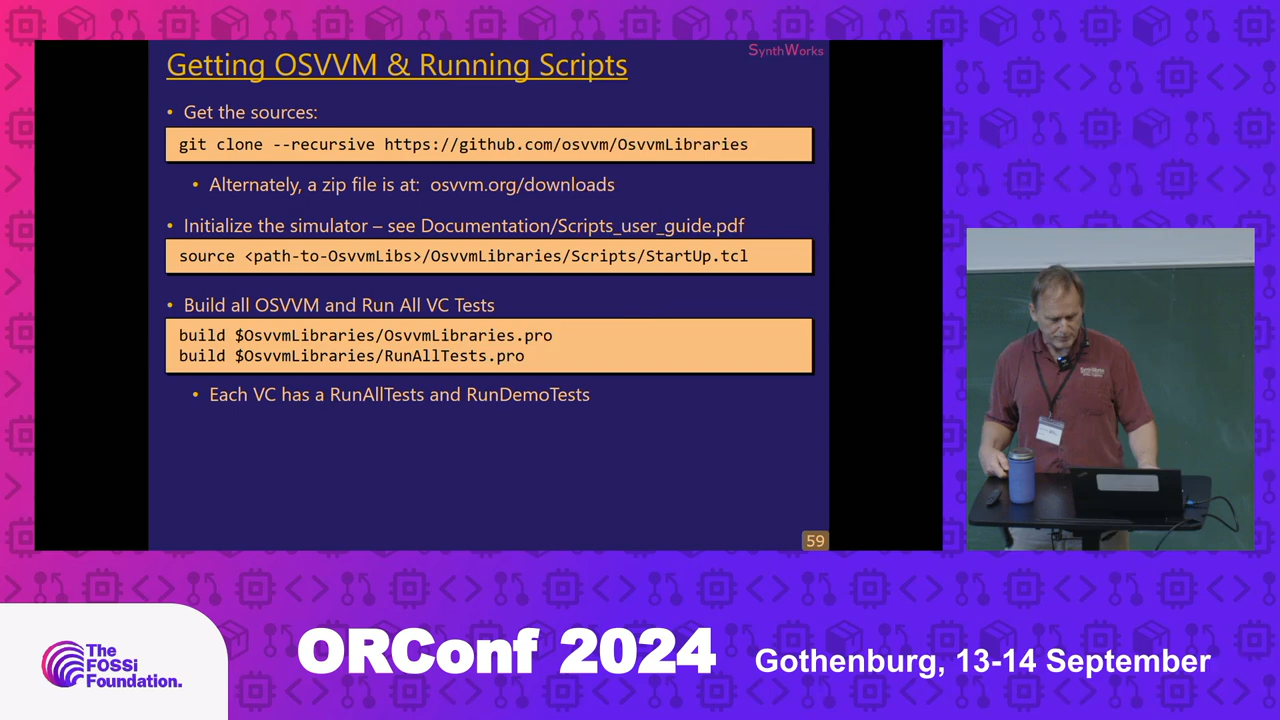 SynthWorks
Getting OSVVM & Running Scripts
• Get the sources:
git clone --recursive https://github.com/osvvm/OsvvmLibraries
• Alternately, a zip file is at: osvvm.org/downloads
• Initialize the simulator – see Documentation/Scripts_user_guide.pdf
source <path-to-OsvvmLibs>/OsvvmLibraries/Scripts/StartUp.tcl
• Build all OSVVM and Run All VC Tests
build $OsvvmLibraries/OsvvmLibraries.pro
build $OsvvmLibraries/RunAllTests.pro
• Each VC has a RunAllTests and RunDemoTests
59
SynthWorks
The
FOSSi
Foundation.
ORConf 2024
Gothenburg, 13-14 September